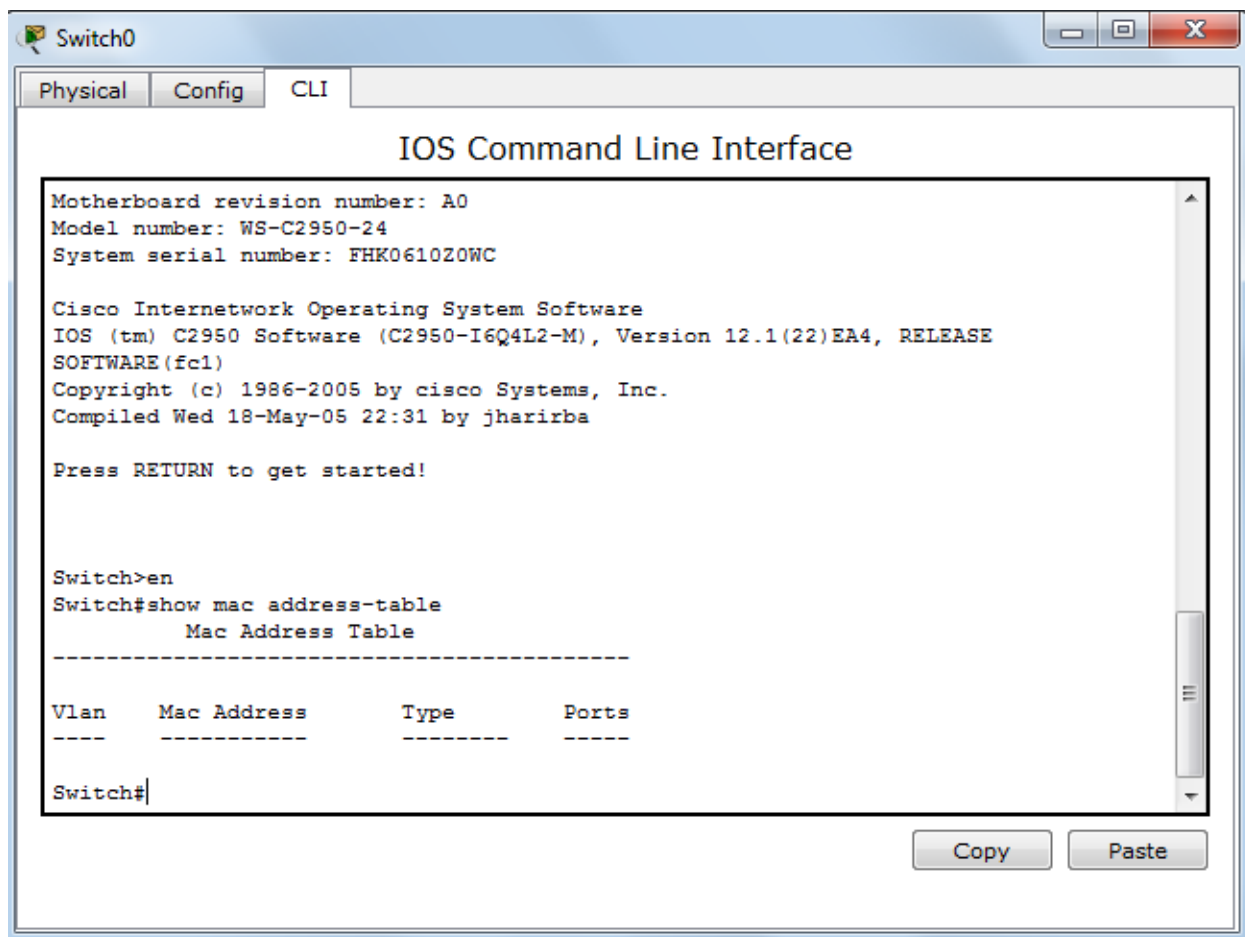 Switch0
Physical Config CLI
IOS Command Line Interface
Motherboard revision number: A0
Model number: WS-C2950-24
System serial number: FHK0610Z0WC
Cisco Internetwork Operating System Software
IOS (tm) C2950 Software (C2950-I6Q4L2-M), Version 12.1(22)EA4, RELEASE
SOFTWARE(fc1)
Copyright (c) 1986-2005 by cisco Systems, Inc.
Compiled Wed 18-May-05 22:31 by jharirba
Press RETURN to get started!
Switch>en
Switch#show mac address-table
Mac Address Table
-------------------------------------------
Vlan Mac Address Type Ports
---- ----------- -------- -----
Switch#
Copy Paste